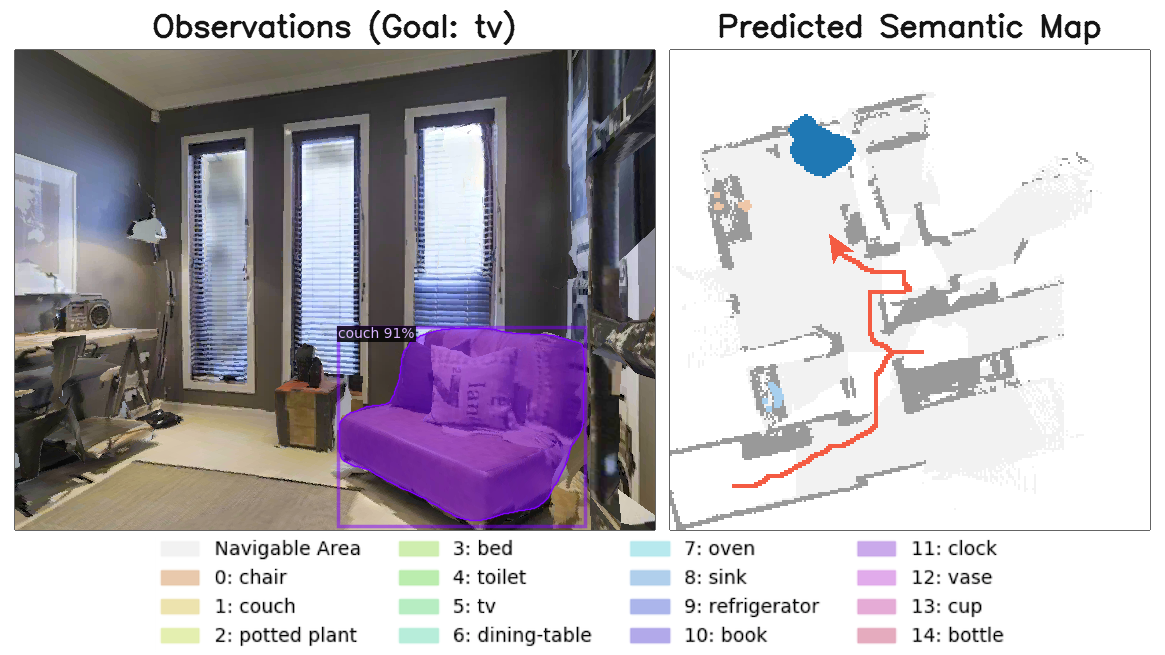 Observations (Goal: tv)
Predicted Semantic Map
couch 91%
Navigable Area
0: chair
1: couch
2: potted plant
3: bed
4: toilet
5: tv
6: dining-table
7: oven
8: sink
9: refrigerator
10: book
11: clock
12: vase
13: cup
14: bottle